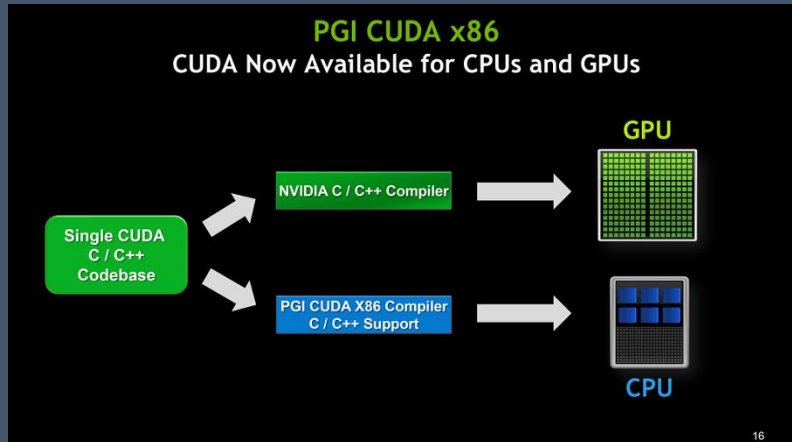 PGI CUDA x86
CUDA Now Available for CPUs and GPUs
GPU
NVIDIA C / C++ Compiler
Single CUDA
C / C++
Codebase
PGI CUDA X86 Compiler
C / C++ Support
CPU
16